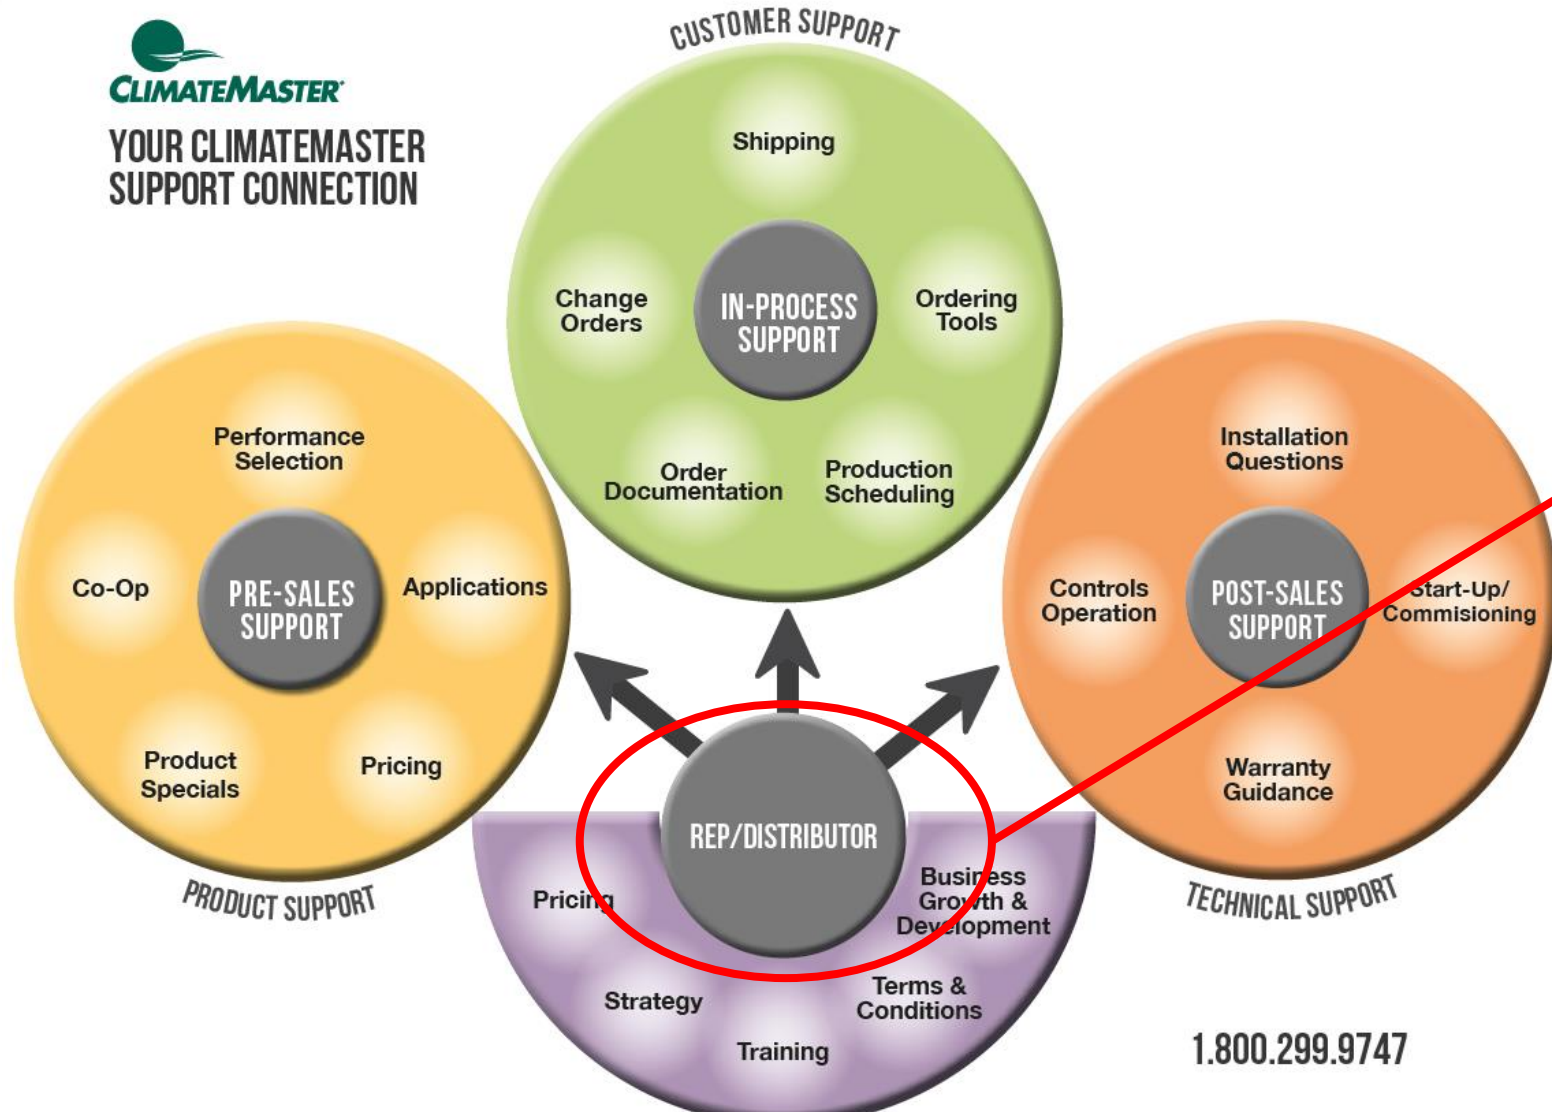 CLIMATEMASTER
YOUR CLIMATEMASTER
SUPPORT CONNECTION
CUSTOMER SUPPORT
Shipping
Change
Orders
IN-PROCESS
SUPPORT
Ordering
Tools
Order
Documentation
Production
Scheduling
Performance
Selection
Co-Op
PRE-SALES
SUPPORT
Applications
Product
Specials
Pricing
PRODUCT SUPPORT
Installation
Questions
Controls
Operation
POST-SALES
SUPPORT
Start-Up/
Commisioning
Warranty
Guidance
TECHNICAL SUPPORT
REP/DISTRIBUTOR
Pricing
Strategy
Training
Terms &
Conditions
Business
Growth &
Development
1.800.299.9747